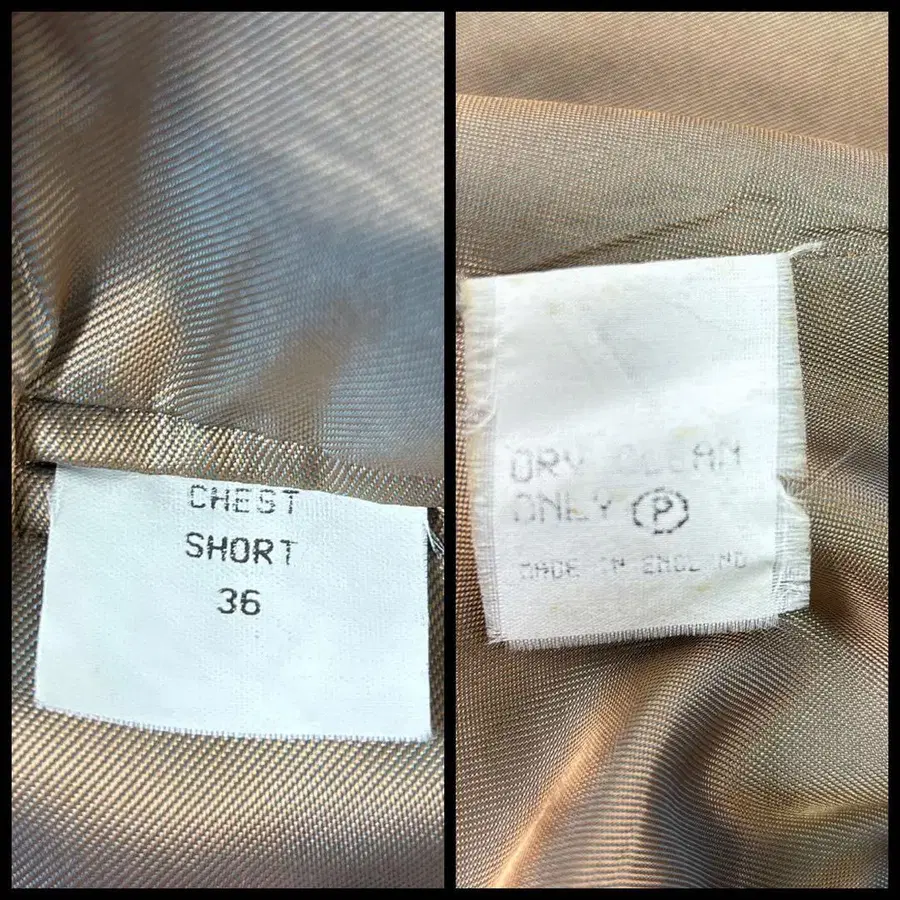 CHEST
SHORT
36
DRY CLEAN
ONLY Ⓟ
MADE IN ENGLAND